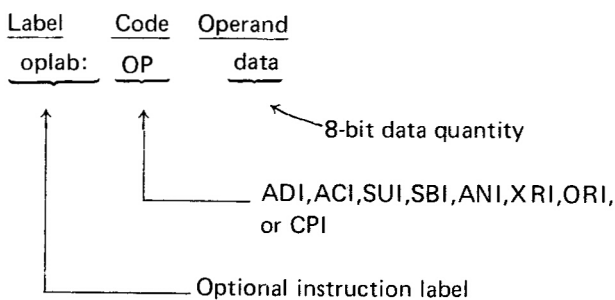 Label Code Operand
oplab: OP data
8-bit data quantity
ADI,ACI,SUI,SBI,ANI,XRI,ORI,
or CPI
Optional instruction label